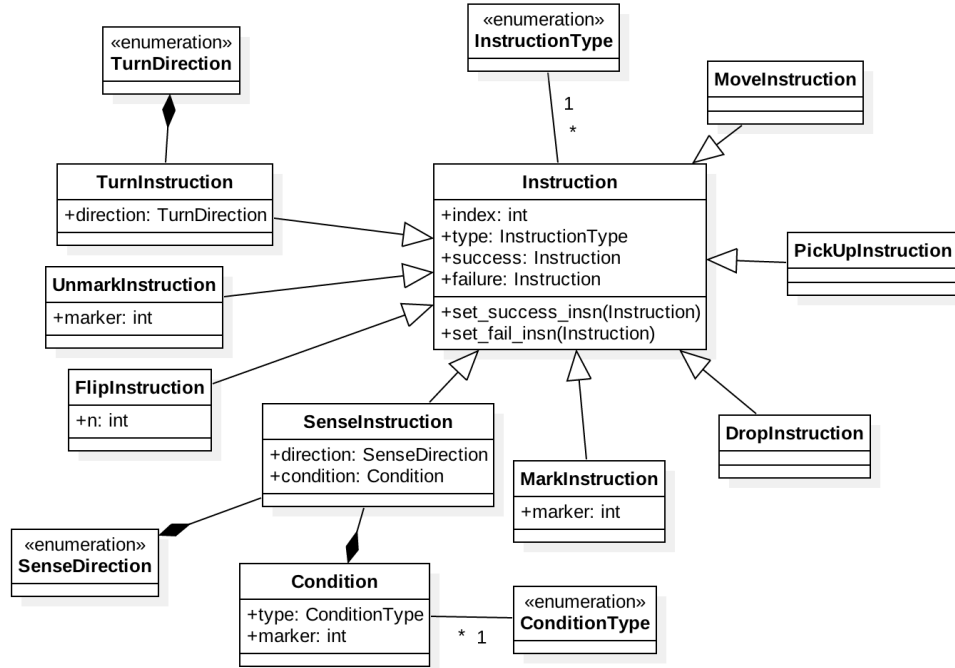 «enumeration»
TurnDirection
«enumeration»
InstructionType
MoveInstruction
1
*
TurnInstruction
+direction: TurnDirection
Instruction
+index: int
+type: InstructionType
+success: Instruction
+failure: Instruction
+set_success_insn(Instruction)
+set_fail_insn(Instruction)
PickUpInstruction
UnmarkInstruction
+marker: int
FlipInstruction
+n: int
SenseInstruction
+direction: SenseDirection
+condition: Condition
DropInstruction
MarkInstruction
+marker: int
«enumeration»
SenseDirection
Condition
+type: ConditionType
+marker: int
* 1
«enumeration»
ConditionType